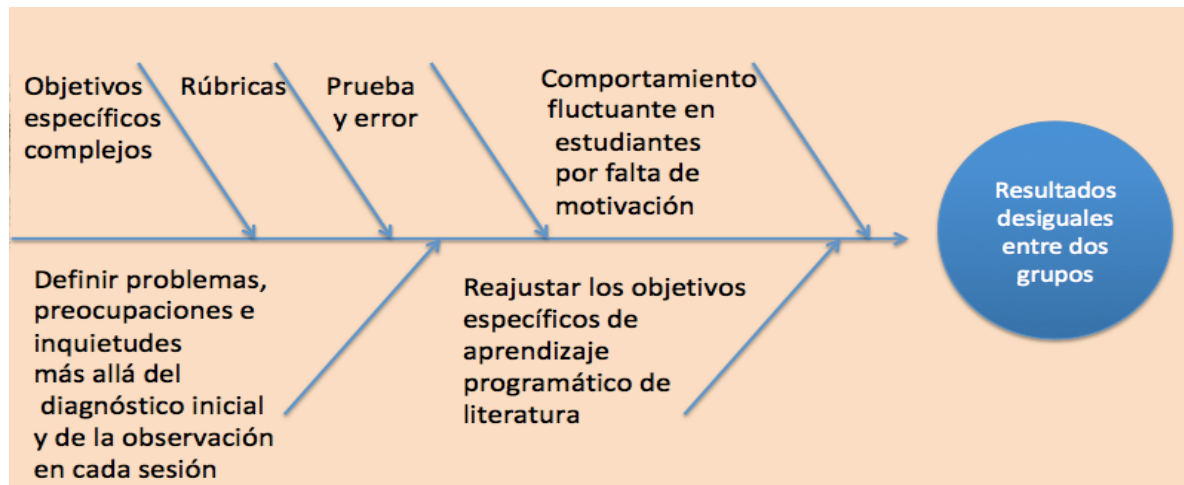 Objetivos
específicos
complejos
Rúbricas
Prueba
y error
Comportamiento
fluctuante en
estudiantes
por falta de
motivación
Resultados
desiguales
entre dos
grupos
Definir problemas,
preocupaciones e
inquietudes
más allá del
diagnóstico inicial
y de la observación
en cada sesión
Reajustar los objetivos
específicos de
aprendizaje
programático de
literatura